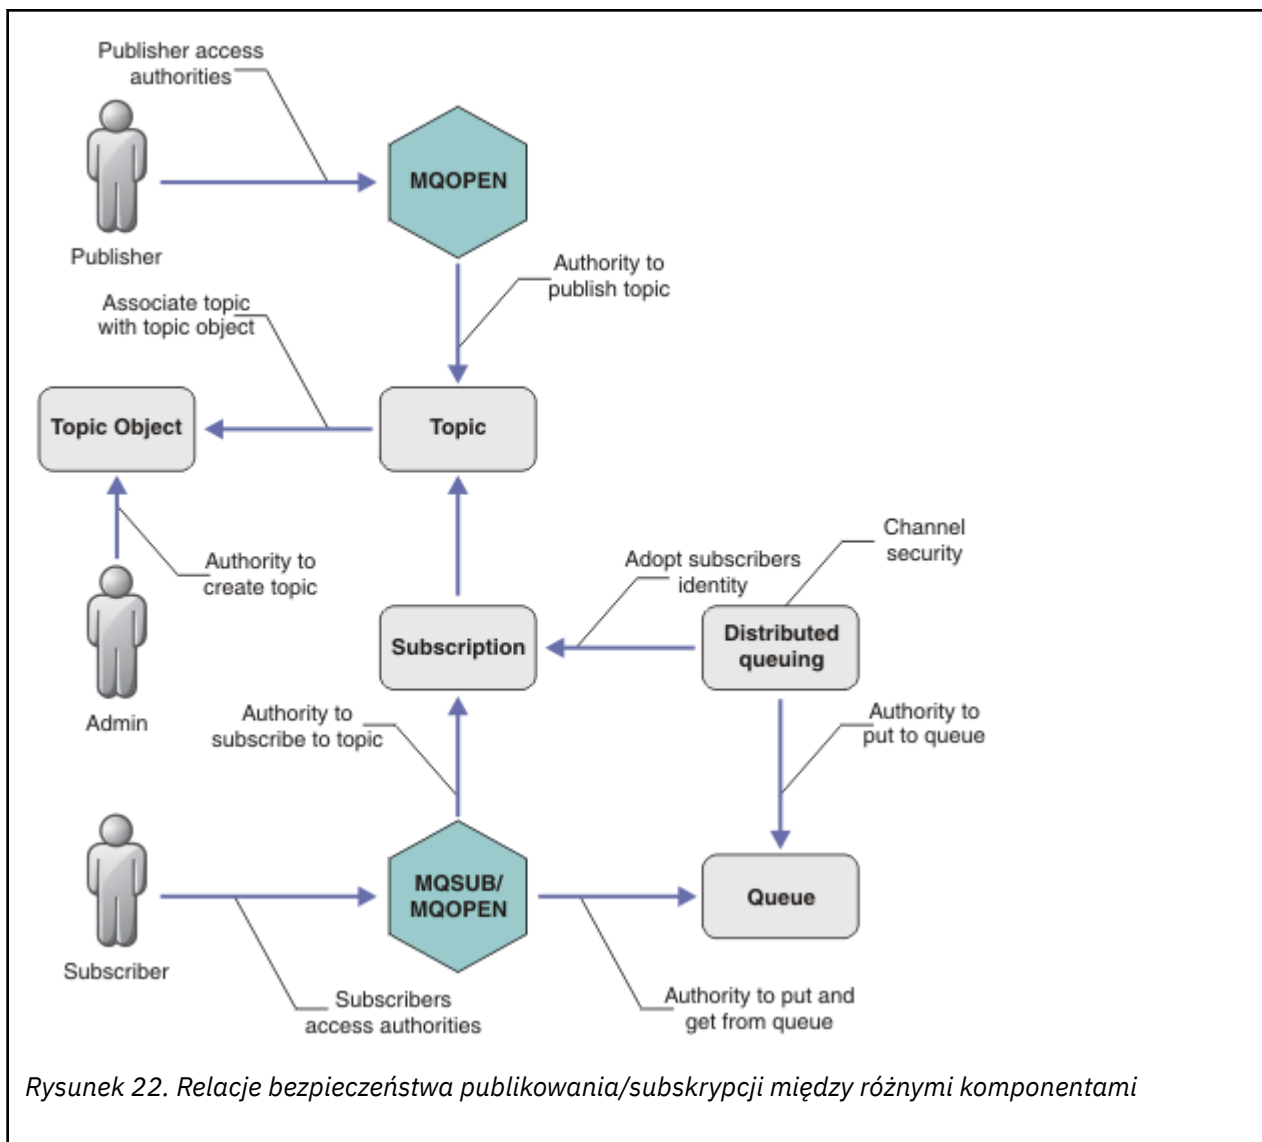 Publisher access
authorities
MQOPEN
Publisher
Authority to
publish topic
Associate topic
with topic object
Topic Object
Topic
Channel
security
Authority to
create topic
Adopt subscribers
identity
Subscription
Distributed
queuing
Admin
Authority to
subscribe to topic
Authority to
put to queue
MQSUB/
MQOPEN
Queue
Subscriber
Subscribers
access authorities
Authority to put and
get from queue
Rysunek 22. Relacje bezpieczeństwa publikowania/subskrypcji między różnymi komponentami